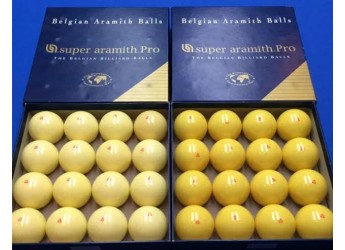 Belgian Aramith Balls
super aramith.Pro
THE BELGIAN BILLIARD BALLS
Belgian Aramith Balls
super aramith.Pro
THE BELGIAN BILLIARD BALLS